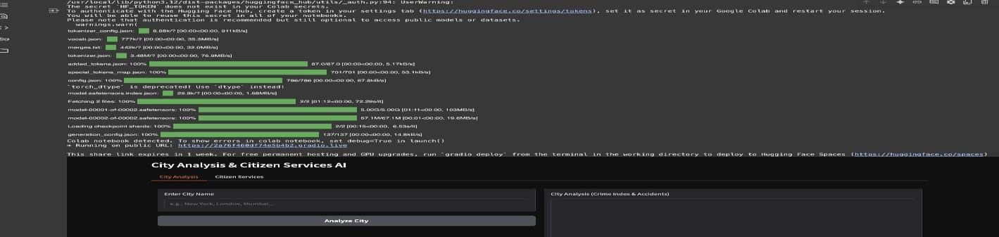 /usr/local/lib/python3.12/dist-packages/huggingface_hub/utils/_auth.py:94: UserWarning:
The secret `HF_TOKEN` does not exist in your Colab secrets.
To authenticate with the Hugging Face Hub, create a token in your settings tab (https://huggingface.co/settings/tokens), set it as secret in your Google Colab and restart your session.
You will be able to reuse this secret in all of your notebooks.
Please note that authentication is recommended but still optional to access public models or datasets.
warnings.warn(
tokenizer_config.json: 8.88k/? [00:00<00:00, 911kB/s]
vocab.json: 777k/? [00:00<00:00, 35.3MB/s]
merges.txt: 442k/? [00:00<00:00, 32.0MB/s]
tokenizer.json: 3.48M/? [00:00<00:00, 76.9MB/s]
added_tokens.json: 100% 87.0/87.0 [00:00<00:00, 5.17kB/s]
special_tokens_map.json: 100% 701/701 [00:00<00:00, 53.1kB/s]
config.json: 100% 786/786 [00:00<00:00, 67.8kB/s]
`torch_dtype` is deprecated! Use `dtype` instead!
model.safetensors.index.json: 29.8k/? [00:00<00:00, 1.68MB/s]
Fetching 2 files: 100% 2/2 [01:12<00:00, 72.29s/it]
model-00001-of-00002.safetensors: 100% 5.00G/5.00G [01:11<00:00, 103MB/s]
model-00002-of-00002.safetensors: 100% 67.1M/67.1M [00:01<00:00, 19.6MB/s]
Loading checkpoint shards: 100% 2/2 [00:15<00:00, 6.53s/it]
generation_config.json: 100% 137/137 [00:00<00:00, 14.8kB/s]
Colab notebook detected. To show errors in colab notebook, set debug=True in launch()
* Running on public URL: https://2a76f460df74e5b4b2.gradio.live
This share link expires in 1 week. For free permanent hosting and GPU upgrades, run `gradio deploy` from the terminal in the working directory to deploy to Hugging Face Spaces (https://huggingface.co/spaces)
City Analysis & Citizen Services AI
City Analysis Citizen Services
Enter City Name
e.g., New York, London, Mumbai...
Analyze City
City Analysis (Crime Index & Accidents)